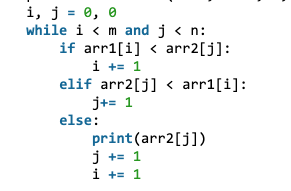 i, j = 0, 0
while i < m and j < n:
    if arr1[i] < arr2[j]:
        i += 1
    elif arr2[j] < arr1[i]:
        j+= 1
    else:
        print(arr2[j])
        j += 1
        i += 1